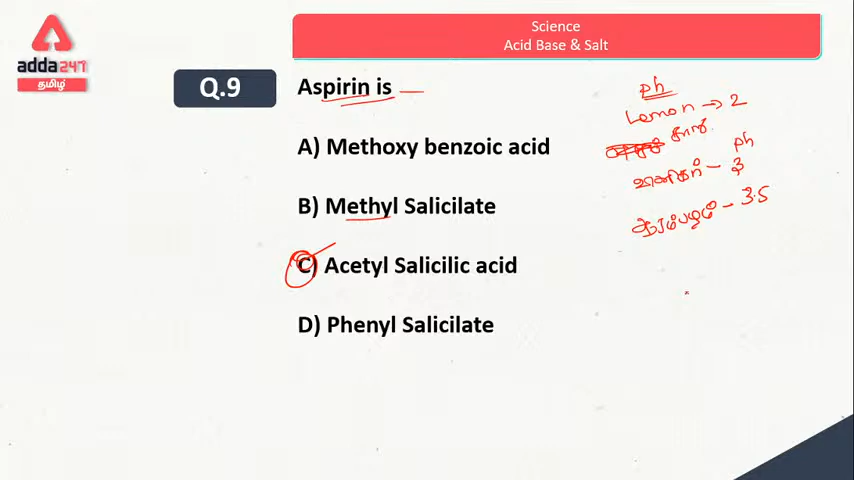 Science
Acid Base & Salt
adda247
தமிழ்
Q.9
Aspirin is
A) Methoxy benzoic acid
B) Methyl Salicilate
C) Acetyl Salicilic acid
D) Phenyl Salicilate
ph
Lemon → 2
ph
வினிகர் - 3
- 3.5